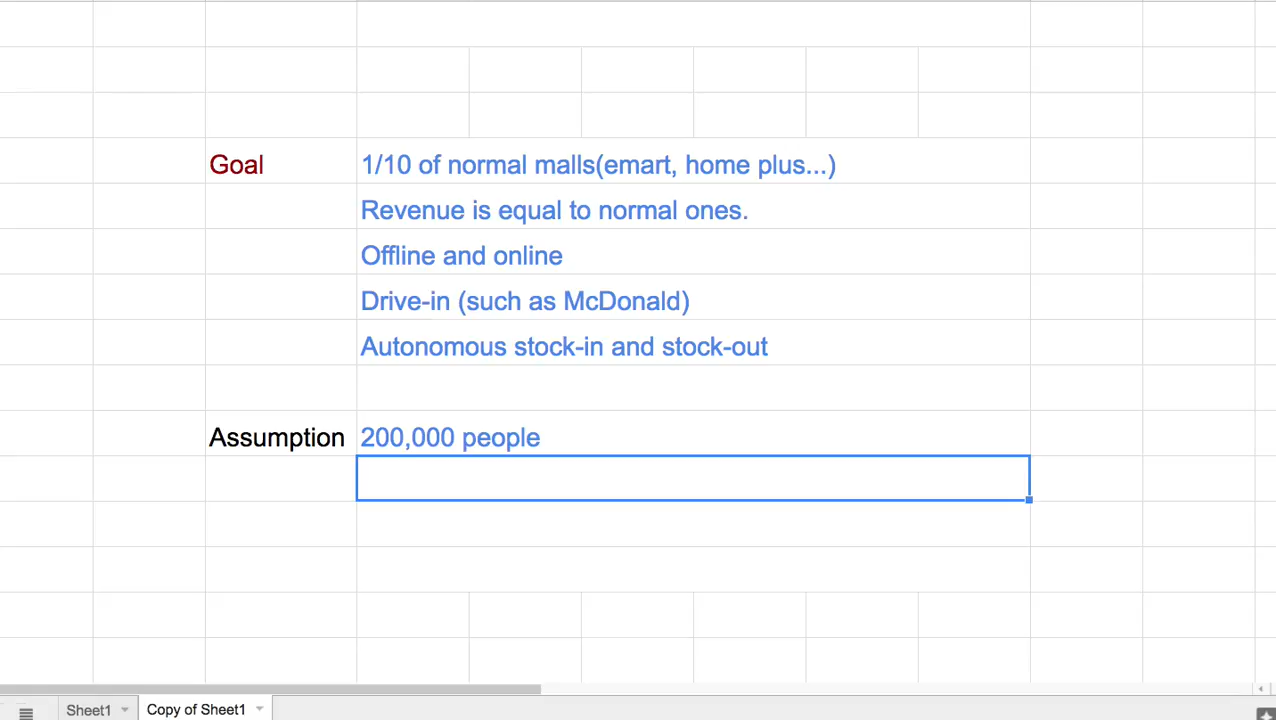 Goal 1/10 of normal malls(emart, home plus...)
Revenue is equal to normal ones.
Offline and online
Drive-in (such as McDonald)
Autonomous stock-in and stock-out
Assumption 200,000 people
Sheet1 Copy of Sheet1